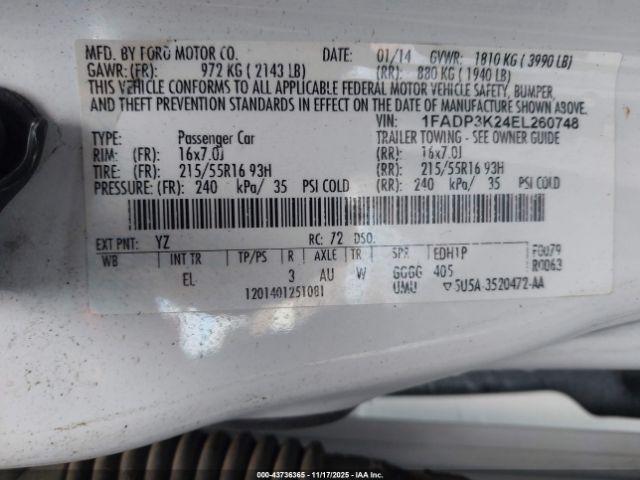 MFD. BY FORD MOTOR CO. DATE: 01/14 GVWR: 1810 KG ( 3990 LB)
GAWR: (FR): 972 KG ( 2143 LB) (RR): 880 KG ( 1940 LB)
THIS VEHICLE CONFORMS TO ALL APPLICABLE FEDERAL MOTOR VEHICLE SAFETY, BUMPER,
AND THEFT PREVENTION STANDARDS IN EFFECT ON THE DATE OF MANUFACTURE SHOWN ABOVE.
VIN: 1FADP3K24EL260748
TYPE: Passenger Car TRAILER TOWING - SEE OWNER GUIDE
RIM: (FR): 16x7.0J (RR): 16x7.0J
TIRE: (FR): 215/55R16 93H (RR): 215/55R16 93H
PRESSURE: (FR): 240 kPa/ 35 PSI COLD (RR): 240 kPa/ 35 PSI COLD
EXT PNT: YZ RC: 72 DSO:
WB INT TR TP/PS R AXLE TR SPR EDH1P F0079
EL 3 AU W GGGG 405 R0063
1201401251081 UMU 5U5A-3520472-AA
000-43736365 - 11/17/2025 - IAAI.COM